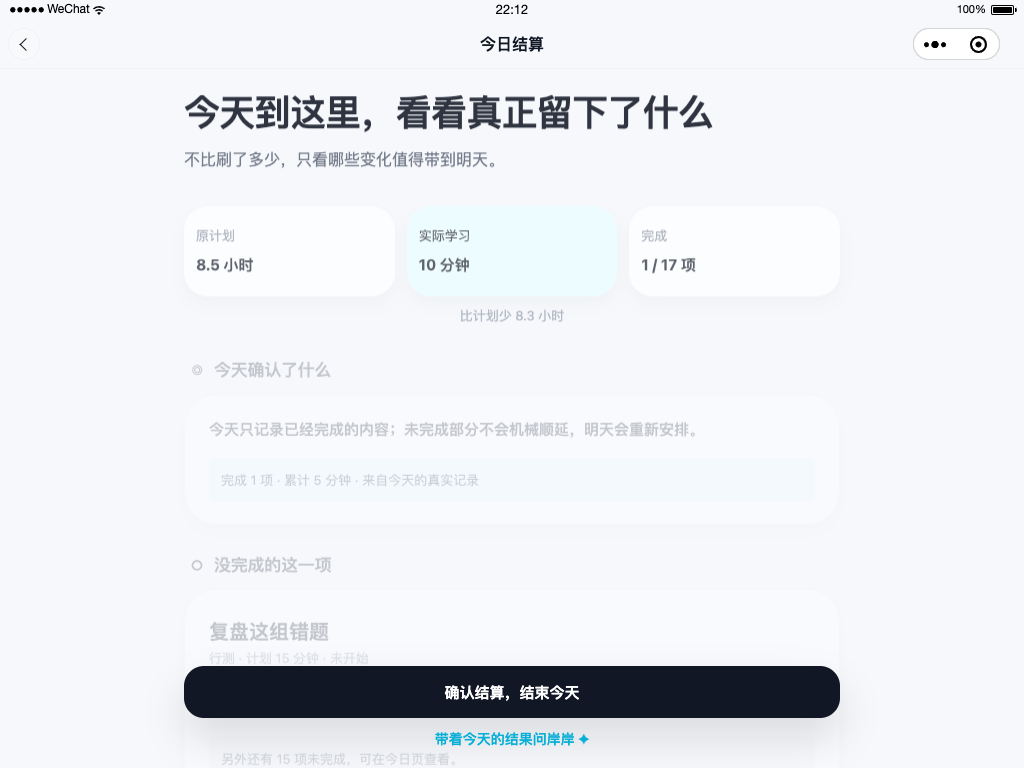 WeChat
22:12
100%
今日结算
今天到这里，看看真正留下了什么
不比刷了多少，只看哪些变化值得带到明天。
原计划
8.5 小时
实际学习
10 分钟
完成
1 / 17 项
比计划少 8.3 小时
今天确认了什么
今天只记录已经完成的内容；未完成部分不会机械顺延，明天会重新安排。
完成 1 项 · 累计 5 分钟 · 来自今天的真实记录
没完成的这一项
复盘这组错题
行测 · 计划 15 分钟 · 未开始
确认结算，结束今天
带着今天的结果问岸岸 ✦
另外还有 15 项未完成，可在今日页查看。